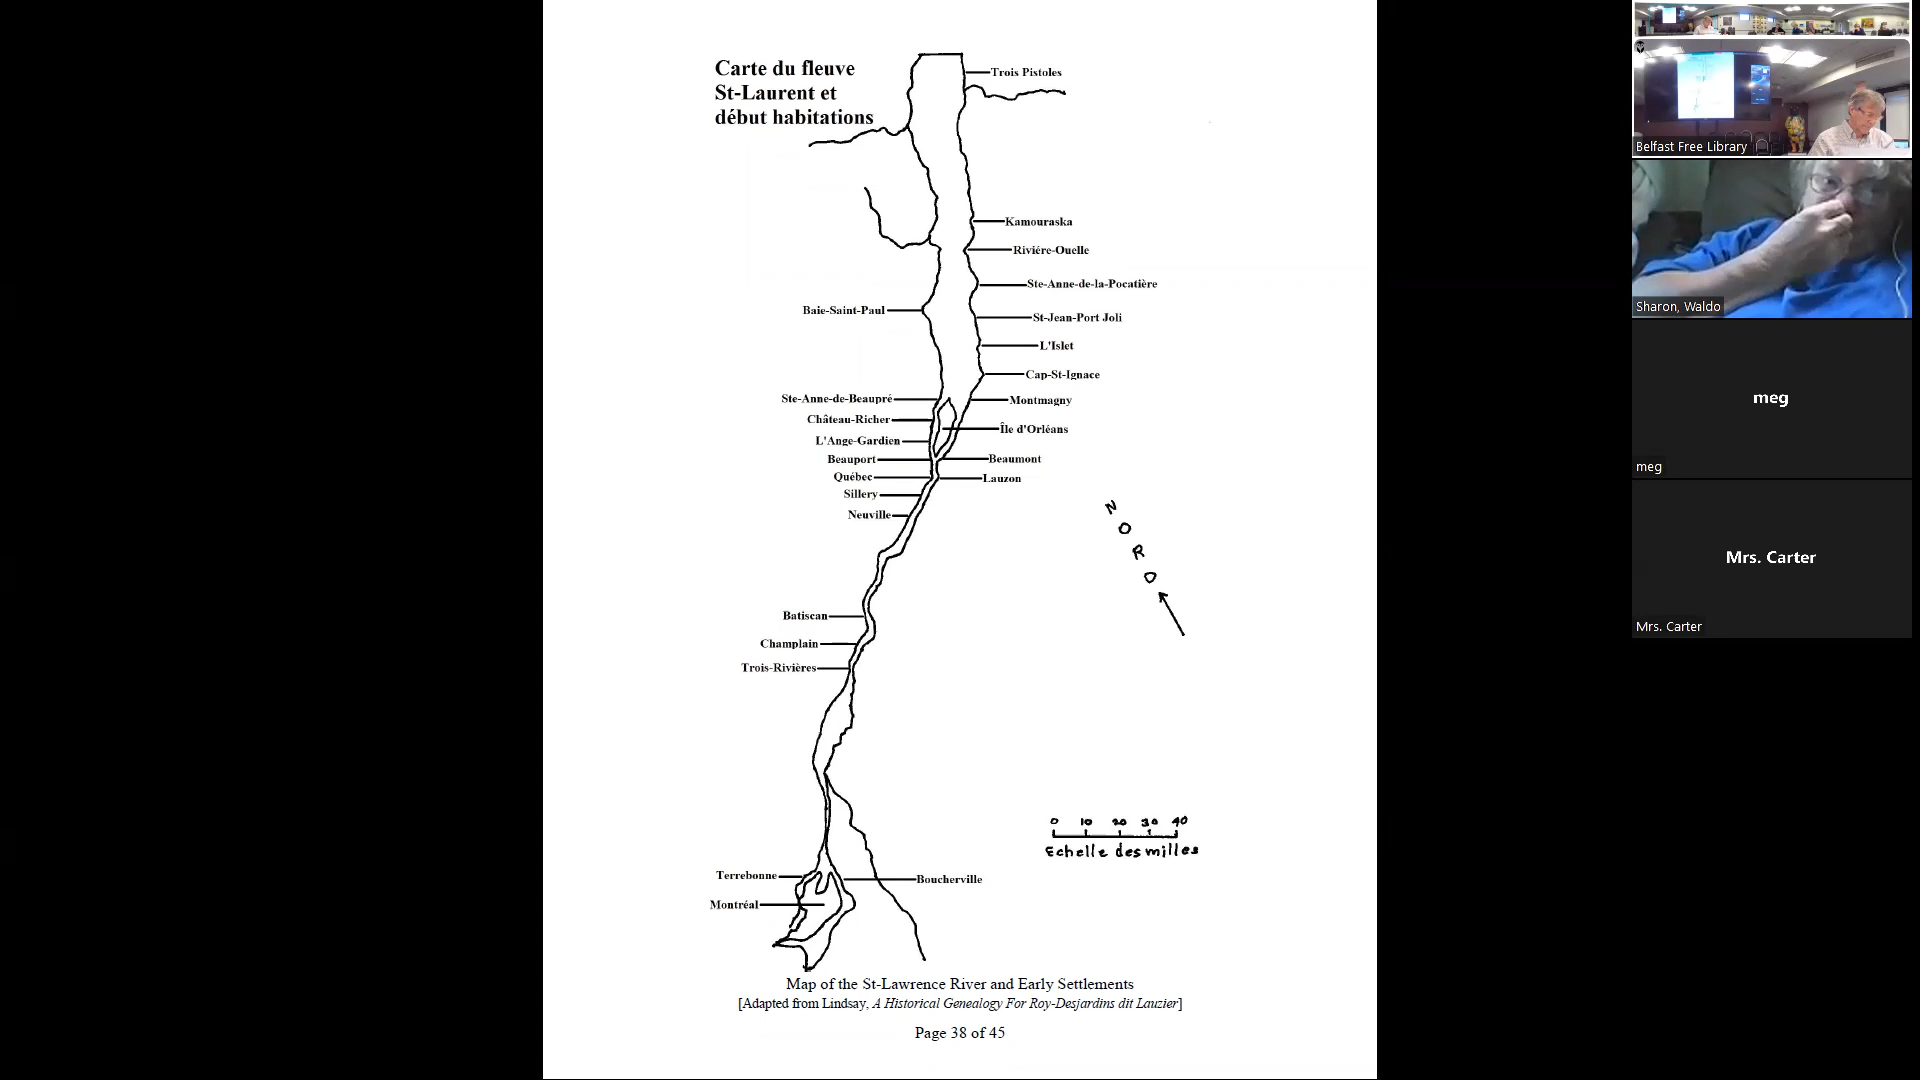 Carte du fleuve
St-Laurent et
début habitations
Trois Pistoles
Kamouraska
Riviére-Ouelle
Ste-Anne-de-la-Pocatière
Baie-Saint-Paul
St-Jean-Port Joli
L'Islet
Cap-St-Ignace
Ste-Anne-de-Beaupré
Montmagny
Château-Richer
Île d'Orléans
L'Ange-Gardien
Beauport
Beaumont
Québec
Lauzon
Sillery
Neuville
NORD
Batiscan
Champlain
Trois-Rivières
0 10 20 30 40
Echelle des milles
Terrebonne
Boucherville
Montréal
Map of the St-Lawrence River and Early Settlements
[Adapted from Lindsay, A Historical Genealogy For Roy-Desjardins dit Lauzier]
Page 38 of 45
Belfast Free Library
Sharon, Waldo
meg
meg
Mrs. Carter
Mrs. Carter